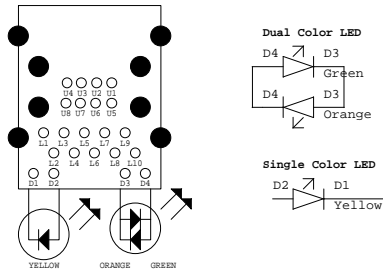 U4 U3 U2 U1
U8 U7 U6 U5
L1 L3 L5 L7 L9
L2 L4 L6 L8 L10
D1 D2 D3 D4
YELLOW ORANGE GREEN
Dual Color LED
D4 D3
Green
D4 D3
Orange
Single Color LED
D2 D1
Yellow